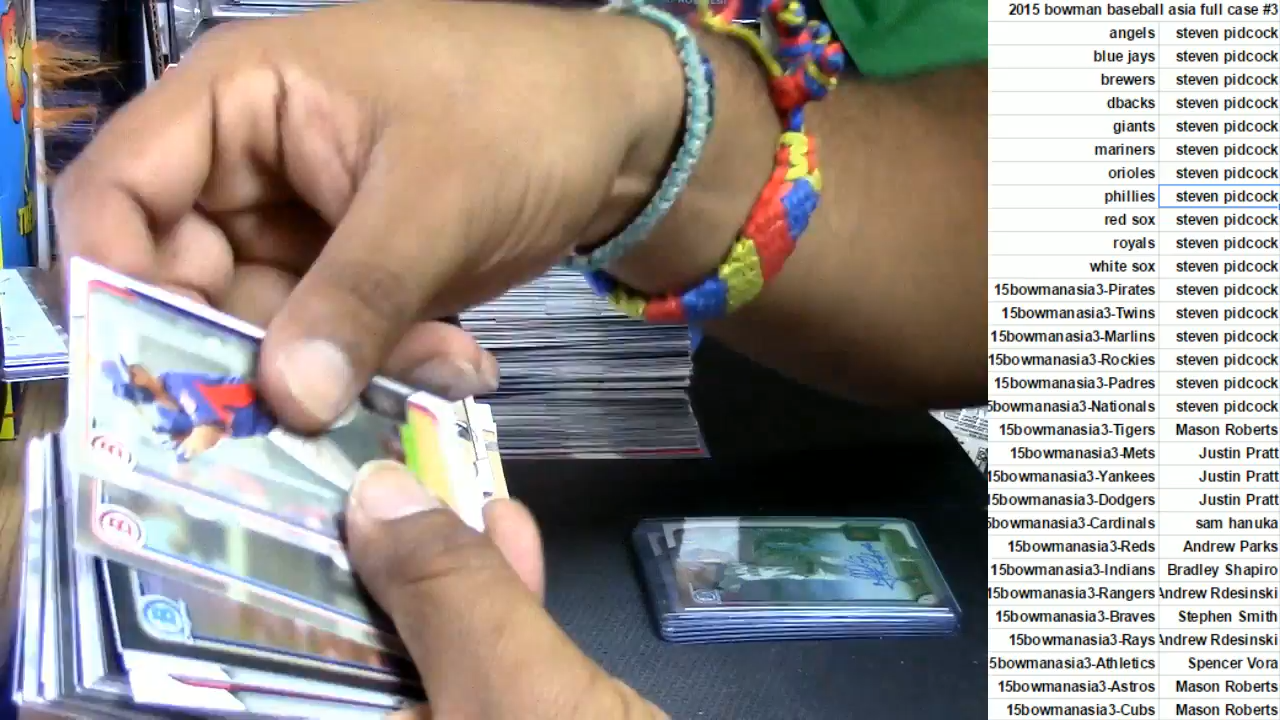 2015 bowman baseball asia full case #3
angels steven pidcock
blue jays steven pidcock
brewers steven pidcock
dbacks steven pidcock
giants steven pidcock
mariners steven pidcock
orioles steven pidcock
phillies steven pidcock
red sox steven pidcock
royals steven pidcock
white sox steven pidcock
15bowmanasia3-Pirates steven pidcock
15bowmanasia3-Twins steven pidcock
15bowmanasia3-Marlins steven pidcock
15bowmanasia3-Rockies steven pidcock
15bowmanasia3-Padres steven pidcock
5bowmanasia3-Nationals steven pidcock
15bowmanasia3-Tigers Mason Roberts
15bowmanasia3-Mets Justin Pratt
15bowmanasia3-Yankees Justin Pratt
15bowmanasia3-Dodgers Justin Pratt
5bowmanasia3-Cardinals sam hanuka
15bowmanasia3-Reds Andrew Parks
15bowmanasia3-Indians Bradley Shapiro
15bowmanasia3-Rangers Andrew Rdesinski
15bowmanasia3-Braves Stephen Smith
15bowmanasia3-Rays Andrew Rdesinski
5bowmanasia3-Athletics Spencer Vora
15bowmanasia3-Astros Mason Roberts
15bowmanasia3-Cubs Mason Roberts